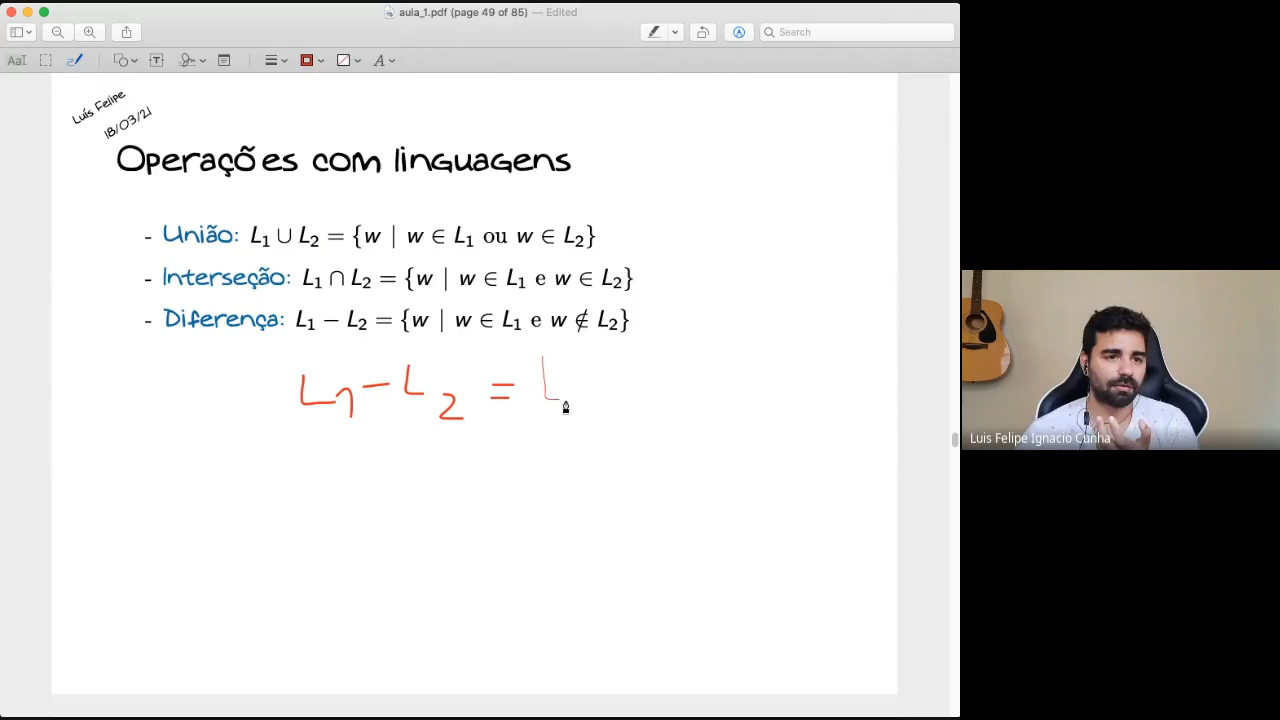 aula_1.pdf (page 49 of 85) — Edited
Search
AaI
A
Luís Felipe
18/03/21
Operações com linguagens
- União: L₁ ∪ L₂ = {w | w ∈ L₁ ou w ∈ L₂}
- Interseção: L₁ ∩ L₂ = {w | w ∈ L₁ e w ∈ L₂}
- Diferença: L₁ − L₂ = {w | w ∈ L₁ e w ∉ L₂}
L₁ − L₂ = L
Luis Felipe Ignacio Cunha